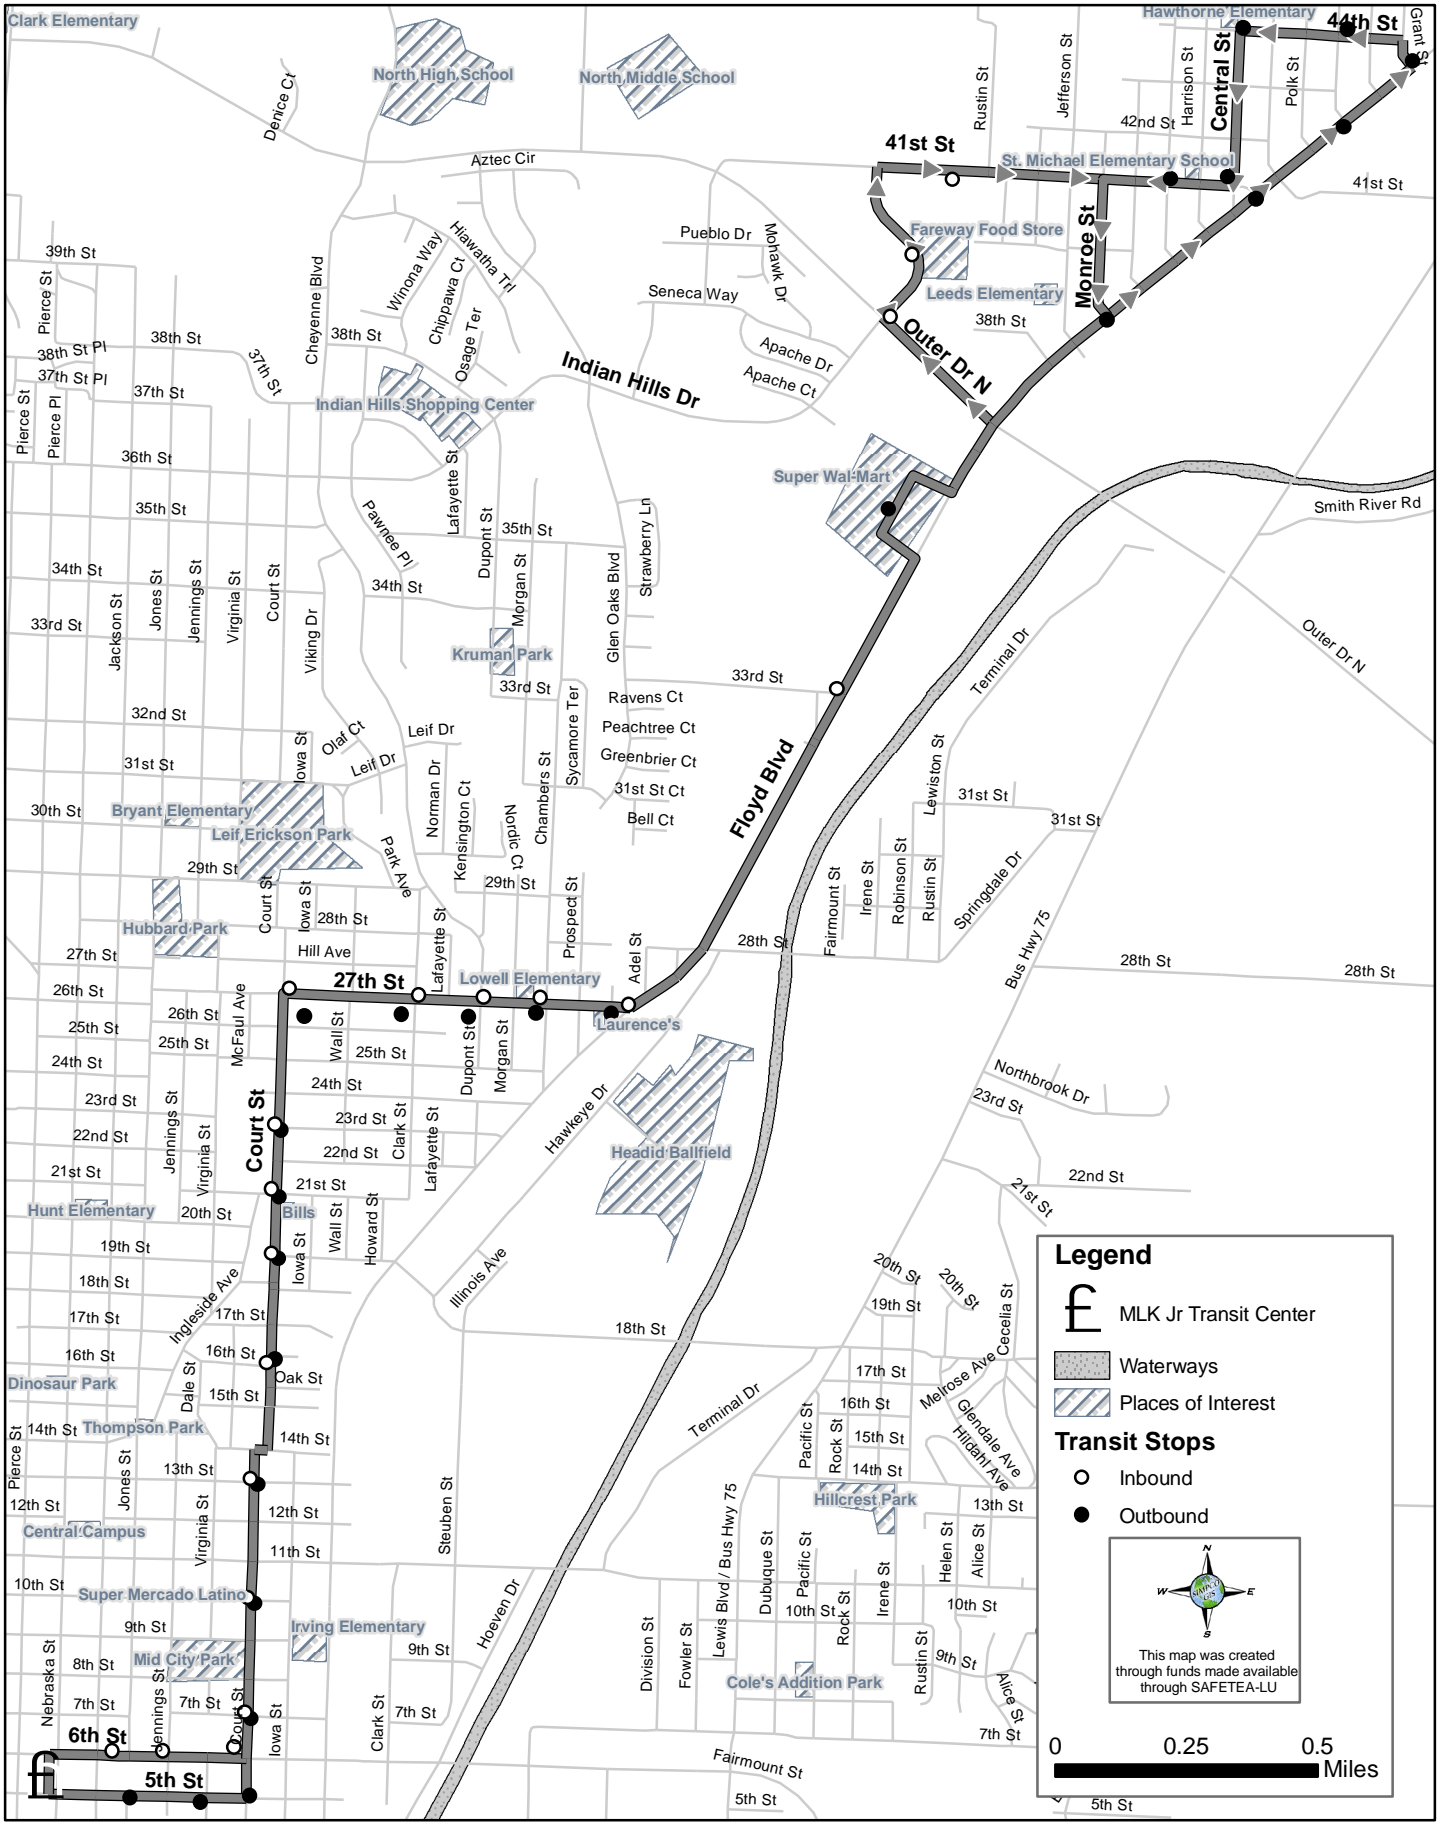 Clark Elementary
Hawthorne Elementary
44th St
Grant St
North High School
North Middle School
Denice Ct
Rustin St
Jefferson St
Harrison St
Central St
Polk St
42nd St
41st St
Aztec Cir
St. Michael Elementary School
41st St
Fareway Food Store
Monroe St
Pueblo Dr
Mohawk Dr
Hiawatha Trl
Winona Way
Chippawa Ct
39th St
Pierce St
Cheyenne Blvd
Seneca Way
Leeds Elementary
38th St
Outer Dr N
Osage Ter
38th St
38th St
38th St Pl
37th St
37th St Pl
37th St
Apache Dr
Apache Ct
Indian Hills Dr
Indian Hills Shopping Center
Pierce St
Pierce Pl
36th St
Lafayette St
Super Wal-Mart
Smith River Rd
35th St
Pawnee Pl
Dupont St
35th St
Strawberry Ln
34th St
Jones St
Jennings St
Virginia St
Court St
34th St
Morgan St
Glen Oaks Blvd
33rd St
Jackson St
Viking Dr
Kruman Park
Terminal Dr
Outer Dr N
33rd St
33rd St
Ravens Ct
Sycamore Ter
32nd St
Olaf Ct
Leif Dr
Peachtree Ct
Iowa St
Leif Dr
Greenbrier Ct
31st St
Norman Dr
Kensington Ct
Chambers St
31st St Ct
Floyd Blvd
Lewiston St
31st St
Bryant Elementary
30th St
Leif Erickson Park
Nordic Ct
Bell Ct
31st St
29th St
Park Ave
29th St
Fairmount St
Irene St
Robinson St
Rustin St
Springdale Dr
Court St
Iowa St
28th St
Lafayette St
Prospect St
Hubbard Park
Hill Ave
Adel St
28th St
Bus Hwy 75
27th St
28th St
28th St
27th St
Lowell Elementary
26th St
McFaul Ave
26th St
Laurence's
25th St
25th St
Wall St
25th St
Dupont St
Morgan St
24th St
24th St
Northbrook Dr
23rd St
23rd St
Jennings St
Virginia St
Court St
23rd St
Clark St
Lafayette St
Hawkeye Dr
22nd St
22nd St
Headid Ballfield
21st St
21st St
22nd St
21st St
Hunt Elementary
20th St
Bills
Wall St
Howard St
19th St
Iowa St
18th St
Ingleside Ave
Illinois Ave
20th St
20th St
17th St
17th St
19th St
Cecelia St
18th St
16th St
16th St
Dinosaur Park
Dale St
Oak St
15th St
17th St
Melrose Ave
Terminal Dr
16th St
Glendale Ave
Hildahl Ave
Thompson Park
14th St
14th St
Pierce St
Jones St
13th St
Pacific St
Rock St
15th St
14th St
12th St
12th St
Virginia St
Steuben St
Hillcrest Park
13th St
Central Campus
11th St
Lewis Blvd / Bus Hwy 75
Dubuque St
Pacific St
Helen St
Alice St
10th St
Super Mercado Latino
Irene St
9th St
Irving Elementary
Hoeven Dr
10th St
Rock St
10th St
Division St
Fowler St
Rustin St
9th St
Nebraska St
8th St
Mid City Park
9th St
Jennings St
7th St
7th St
Court St
Iowa St
Clark St
7th St
Cole's Addition Park
Alice St
7th St
6th St
5th St
Fairmount St
5th St
5th St
Legend
£
MLK Jr Transit Center
Waterways
Places of Interest
Transit Stops
Inbound
Outbound
N
W
E
S
SIMPCO
GIS
This map was created
through funds made available
through SAFETEA-LU
0
0.25
0.5
Miles
£